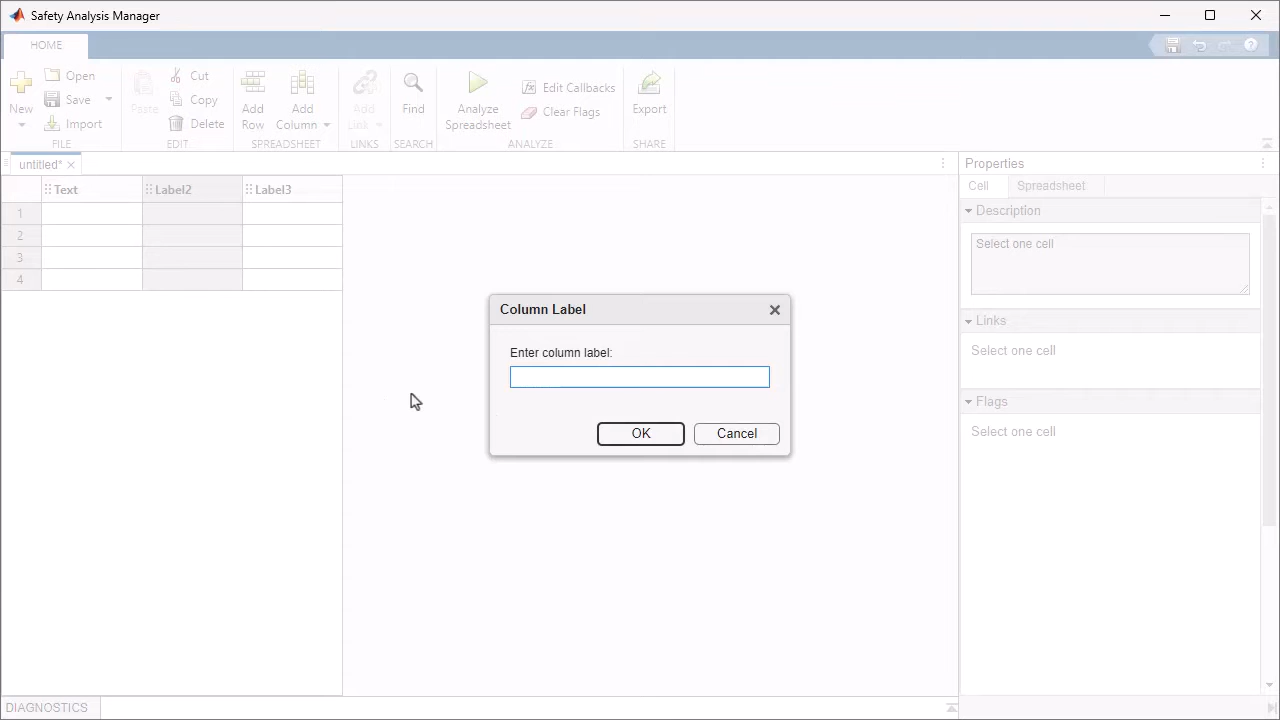 Safety Analysis Manager
HOME
New
Open
Save
Import
FILE
Paste
Cut
Copy
Delete
EDIT
Add Row
Add Column
SPREADSHEET
Add Link
LINKS
Find
SEARCH
Analyze Spreadsheet
Edit Callbacks
Clear Flags
ANALYZE
Export
SHARE
untitled*
Text Label2 Label3
1
2
3
4
Column Label
Enter column label:
OK Cancel
Properties
Cell Spreadsheet
Description
Select one cell
Links
Select one cell
Flags
Select one cell
DIAGNOSTICS